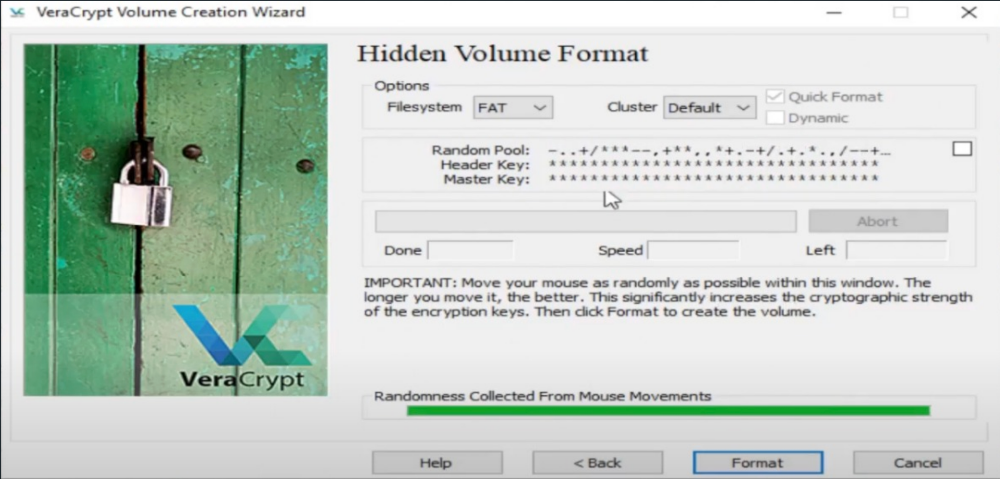 VeraCrypt Volume Creation Wizard
Hidden Volume Format
Options
Filesystem FAT Cluster Default Quick Format
Dynamic
Random Pool: -..+/***--,+**,,*+.-+/.+.*.,/--+...
Header Key: ********************************
Master Key: ********************************
Abort
Done Speed Left
IMPORTANT: Move your mouse as randomly as possible within this window. The
longer you move it, the better. This significantly increases the cryptographic strength
of the encryption keys. Then click Format to create the volume.
VeraCrypt
Randomness Collected From Mouse Movements
Help < Back Format Cancel